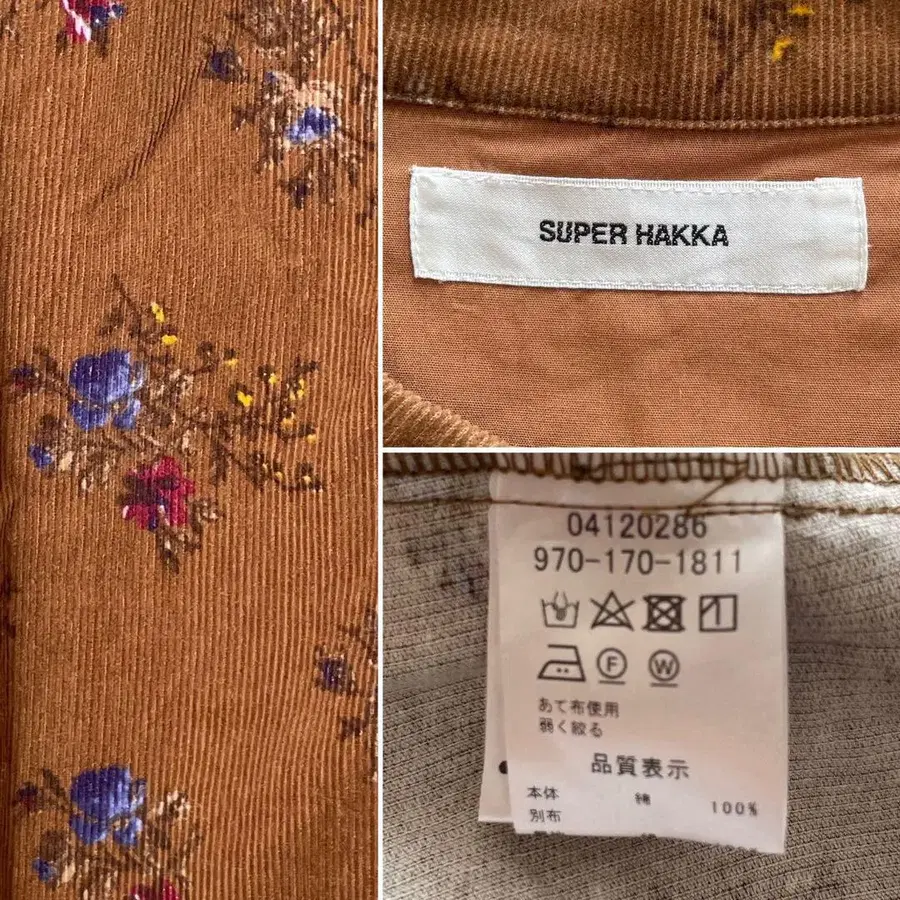 SUPER HAKKA
04120286
970-170-1811
あて布使用
弱く絞る
品質表示
本体 綿 100%
別布